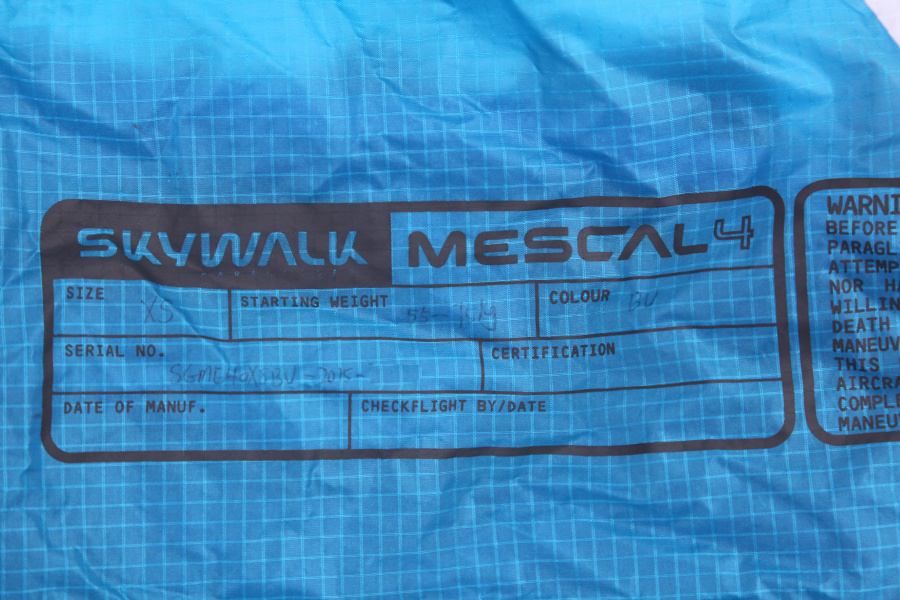 SKYWALK MESCAL4
SIZE XS STARTING WEIGHT COLOUR BU
SERIAL NO. CERTIFICATION
DATE OF MANUF. CHECKFLIGHT BY/DATE
WARNI
BEFORE
PARAGL
ATTEMP
NOR HA
WILLIN
DEATH
MANEUV
THIS
AIRCRA
COMPLE
MANEU